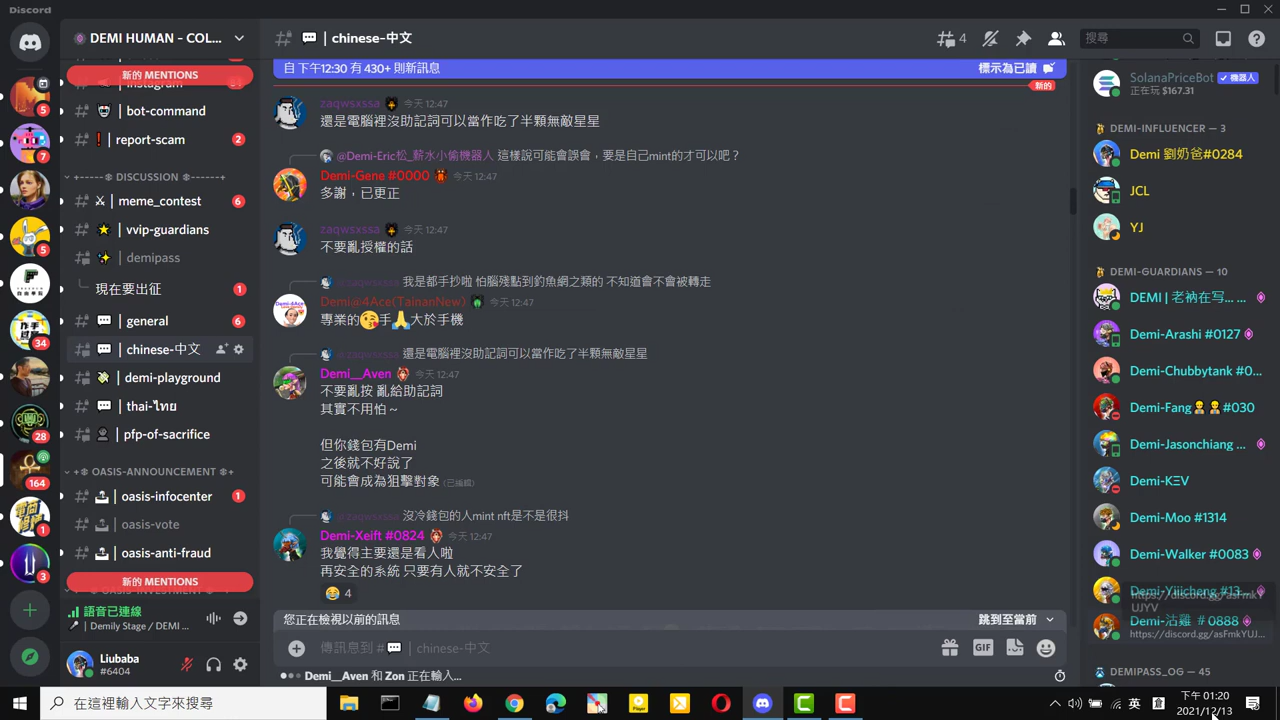 Discord
DEMI HUMAN - COL...
新的 MENTIONS
instagram
bot-command
report-scam
2
+-----❄ DISCUSSION ❄------+
meme_contest
6
vvip-guardians
demipass
現在要出征
1
general
6
chinese-中文
demi-playground
thai-ไทย
pfp-of-sacrifice
+❄ OASIS-ANNOUNCEMENT ❄+
oasis-infocenter
1
oasis-vote
oasis-anti-fraud
新的 MENTIONS
語音已連線
Demily Stage / DEMI ...
Liubaba
#6404
5
7
5
34
28
164
1
3
chinese-中文
4
搜尋
自 下午12:30 有 430+ 則新訊息
標示為已讀
新的
zaqwsxssa 今天 12:47
還是電腦裡沒助記詞可以當作吃了半顆無敵星星
@Demi-Eric松_薪水小偷機器人 這樣說可能會誤會，要是自己mint的才可以吧？
Demi-Gene #0000 今天 12:47
多謝，已更正
zaqwsxssa 今天 12:47
不要亂授權的話
@zaqwsxssa 我是都手抄啦 怕腦殘點到釣魚網之類的 不知道會不會被轉走
Demi@4Ace(TainanNew) 今天 12:47
專業的😘手🙏大於手機
@zaqwsxssa 還是電腦裡沒助記詞可以當作吃了半顆無敵星星
Demi__Aven 今天 12:47
不要亂按 亂給助記詞
其實不用怕 ~
但你錢包有Demi
之後就不好說了
可能會成為狙擊對象 (已編輯)
@zaqwsxssa 沒冷錢包的人mint nft是不是很抖
Demi-Xeift #0824 今天 12:47
我覺得主要還是看人啦
再安全的系統 只要有人就不安全了
😂 4
您正在檢視以前的訊息
跳到至當前
傳訊息到 #💬 | chinese-中文
GIF
Demi__Aven 和 Zon 正在輸入...
SolanaPriceBot ✓ 機器人
正在玩 $167.31
DEMI-INFLUENCER — 3
Demi 劉奶爸#0284
JCL
YJ
DEMI-GUARDIANS — 10
DEMI | 老衲在写... ...
Demi-Arashi #0127
Demi-Chubbytank #0...
Demi-Fang #030
Demi-Jasonchiang ...
Demi-KΞV
Demi-Moo #1314
Demi-Walker #0083
Demi-Yijicheng #13...
Demi-沽雞 ＃0888
https://discord.gg/asFmkYUJ...
DEMIPASS_OG — 45
在這裡輸入文字來搜尋
英
下午 01:20
2021/12/13